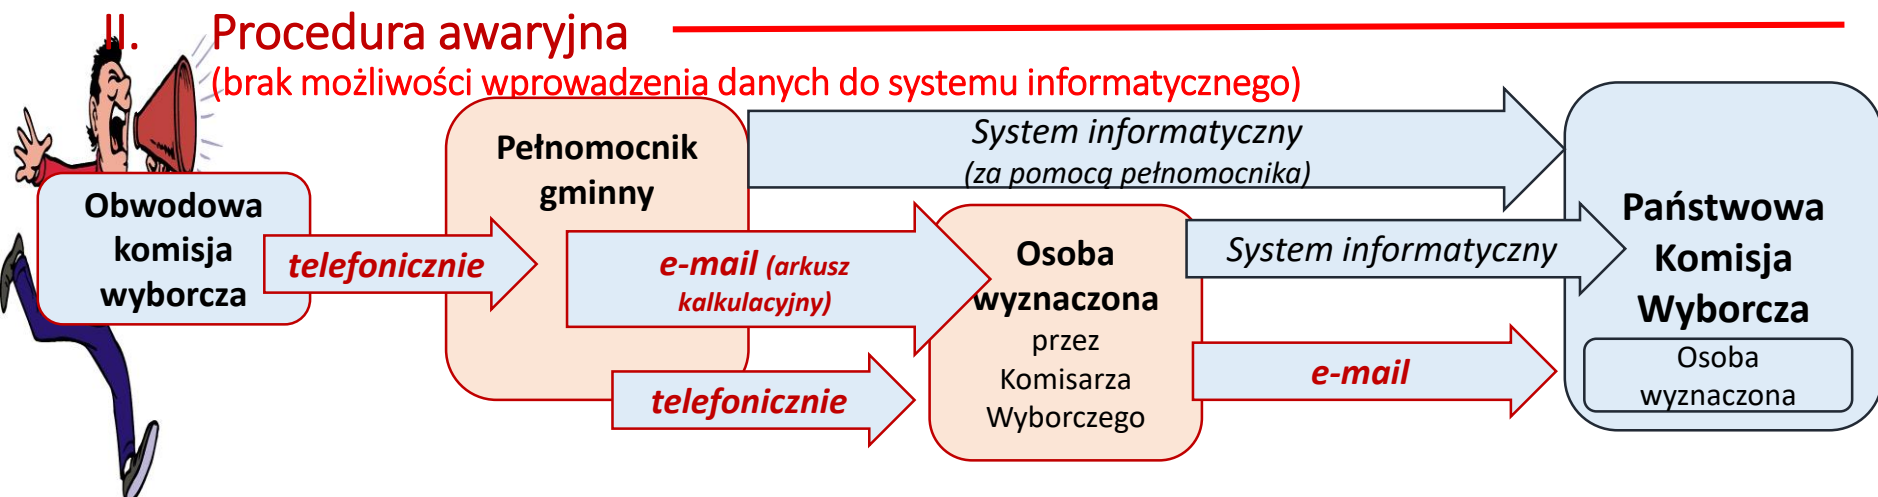 II. Procedura awaryjna
(brak możliwości wprowadzenia danych do systemu informatycznego)
Obwodowa
komisja
wyborcza
telefonicznie
Pełnomocnik
gminny
e-mail (arkusz
kalkulacyjny)
telefonicznie
System informatyczny
(za pomocą pełnomocnika)
Osoba
wyznaczona
przez
Komisarza
Wyborczego
System informatyczny
e-mail
Państwowa
Komisja
Wyborcza
Osoba
wyznaczona